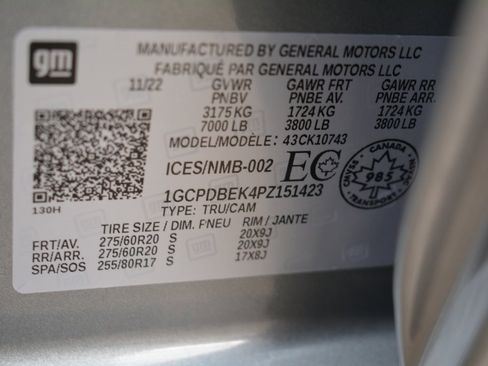 gm
MANUFACTURED BY GENERAL MOTORS LLC
FABRIQUÉ PAR GENERAL MOTORS LLC
11/22 GVWR GAWR FRT GAWR RR
PNBV PNBE AV. PNBE ARR.
3175 KG 1724 KG 1724 KG
7000 LB 3800 LB 3800 LB
MODEL/MODÈLE: 43CK10743
ICES/NMB-002 EC
CANADA
985
TRANSPORT
1GCPDBEK4PZ151423
130H
TYPE: TRU/CAM
TIRE SIZE / DIM. PNEU RIM / JANTE
FRT/AV. 275/60R20 S 20X9J
RR/ARR. 275/60R20 S 20X9J
SPA/SOS 255/80R17 S 17X8J